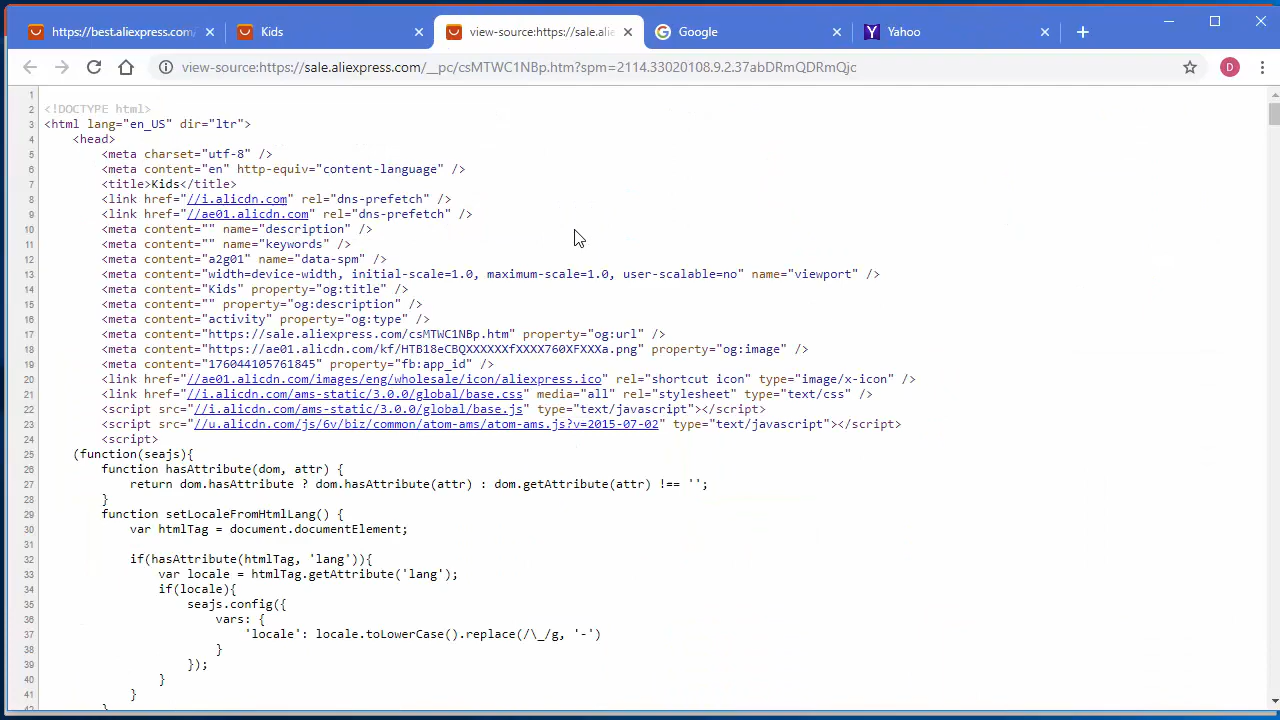 https://best.aliexpress.com/
Kids
view-source:https://sale.alie
Google
Yahoo
view-source:https://sale.aliexpress.com/__pc/csMTWC1NBp.htm?spm=2114.33020108.9.2.37abDRmQDRmQjc
D
1
2 <!DOCTYPE html>
3 <html lang="en_US" dir="ltr">
4 <head>
5 <meta charset="utf-8" />
6 <meta content="en" http-equiv="content-language" />
7 <title>Kids</title>
8 <link href="//i.alicdn.com" rel="dns-prefetch" />
9 <link href="//ae01.alicdn.com" rel="dns-prefetch" />
10 <meta content="" name="description" />
11 <meta content="" name="keywords" />
12 <meta content="a2g01" name="data-spm" />
13 <meta content="width=device-width, initial-scale=1.0, maximum-scale=1.0, user-scalable=no" name="viewport" />
14 <meta content="Kids" property="og:title" />
15 <meta content="" property="og:description" />
16 <meta content="activity" property="og:type" />
17 <meta content="https://sale.aliexpress.com/csMTWC1NBp.htm" property="og:url" />
18 <meta content="https://ae01.alicdn.com/kf/HTB18eCBQXXXXXXfXXXX760XFXXXa.png" property="og:image" />
19 <meta content="176044105761845" property="fb:app_id" />
20 <link href="//ae01.alicdn.com/images/eng/wholesale/icon/aliexpress.ico" rel="shortcut icon" type="image/x-icon" />
21 <link href="//i.alicdn.com/ams-static/3.0.0/global/base.css" media="all" rel="stylesheet" type="text/css" />
22 <script src="//i.alicdn.com/ams-static/3.0.0/global/base.js" type="text/javascript"></script>
23 <script src="//u.alicdn.com/js/6v/biz/common/atom-ams/atom-ams.js?v=2015-07-02" type="text/javascript"></script>
24 <script>
25 (function(seajs){
26 function hasAttribute(dom, attr) {
27 return dom.hasAttribute ? dom.hasAttribute(attr) : dom.getAttribute(attr) !== '';
28 }
29 function setLocaleFromHtmlLang() {
30 var htmlTag = document.documentElement;
31
32 if(hasAttribute(htmlTag, 'lang')){
33 var locale = htmlTag.getAttribute('lang');
34 if(locale){
35 seajs.config({
36 vars: {
37 'locale': locale.toLowerCase().replace(/\_/g, '-')
38 }
39 });
40 }
41 }
42 }